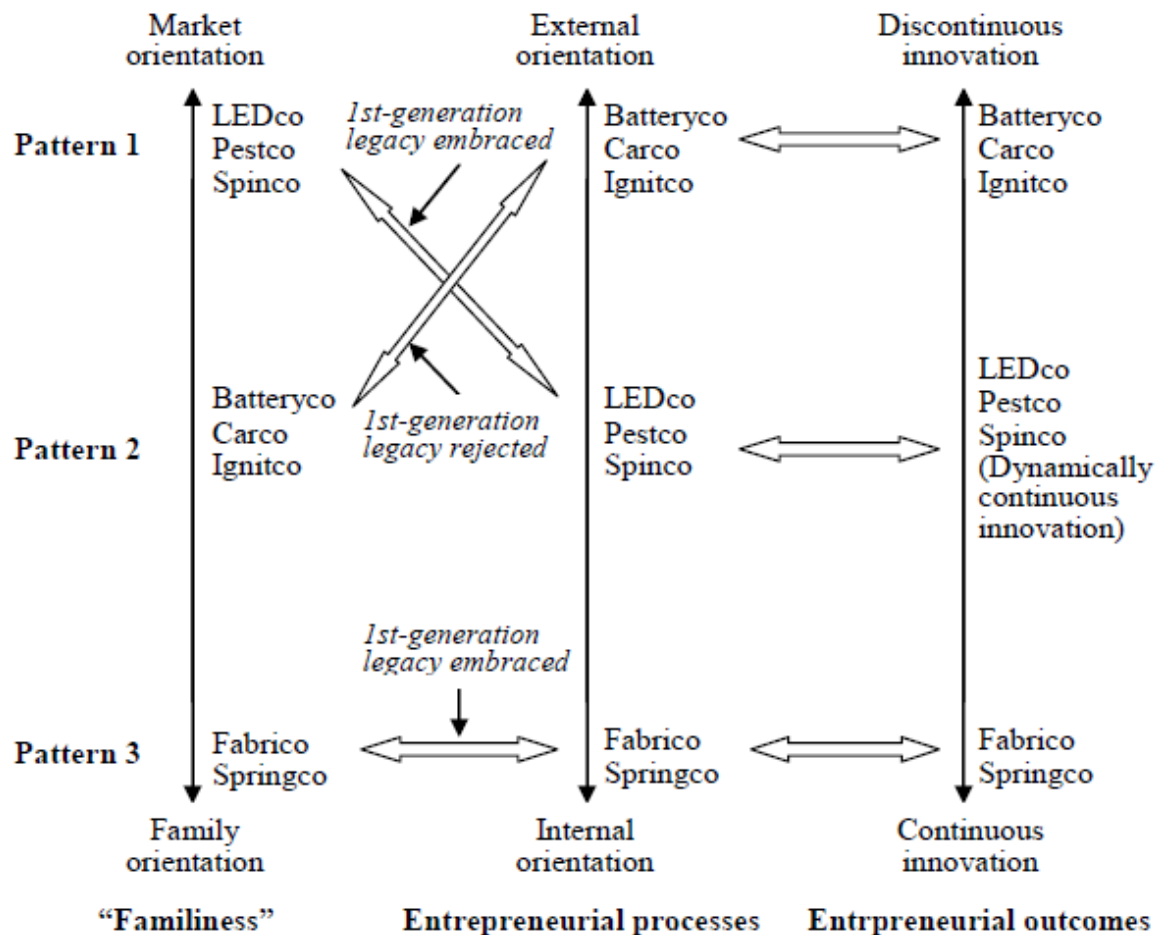 Market
orientation
External
orientation
Discontinuous
innovation
Pattern 1
LEDco
Pestco
Spinco
1st-generation
legacy embraced
Batteryco
Carco
Ignitco
Batteryco
Carco
Ignitco
Pattern 2
Batteryco
Carco
Ignitco
1st-generation
legacy rejected
LEDco
Pestco
Spinco
LEDco
Pestco
Spinco
(Dynamically
continuous
innovation)
Pattern 3
Fabrico
Springco
1st-generation
legacy embraced
Fabrico
Springco
Fabrico
Springco
Family
orientation
Internal
orientation
Continuous
innovation
“Familiness”
Entrepreneurial processes
Entrpreneurial outcomes